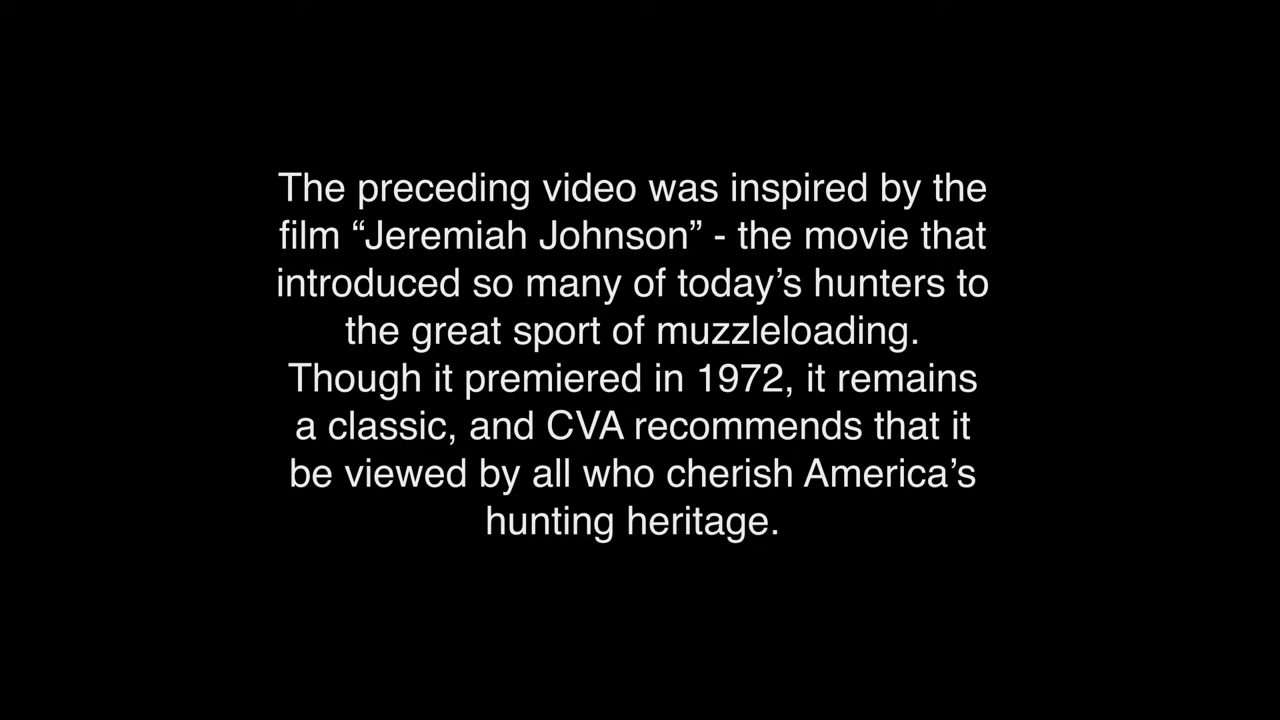 The preceding video was inspired by the
film “Jeremiah Johnson” - the movie that
introduced so many of today’s hunters to
the great sport of muzzleloading.
Though it premiered in 1972, it remains
a classic, and CVA recommends that it
be viewed by all who cherish America’s
hunting heritage.